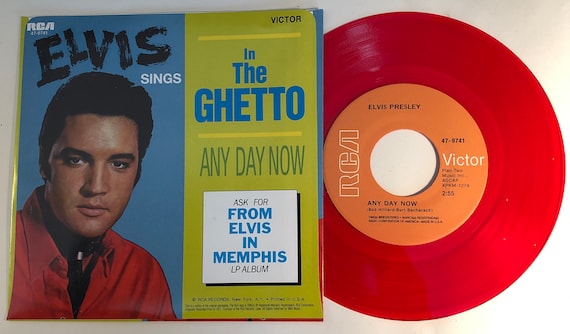 RCA
47-9741
VICTOR
ELVIS
SINGS
In
The
GHETTO
ANY DAY NOW
ASK FOR
FROM
ELVIS
IN
MEMPHIS
LP ALBUM
ELVIS PRESLEY
RCA
47-9741
Victor
ASCAP
2:55
ANY DAY NOW